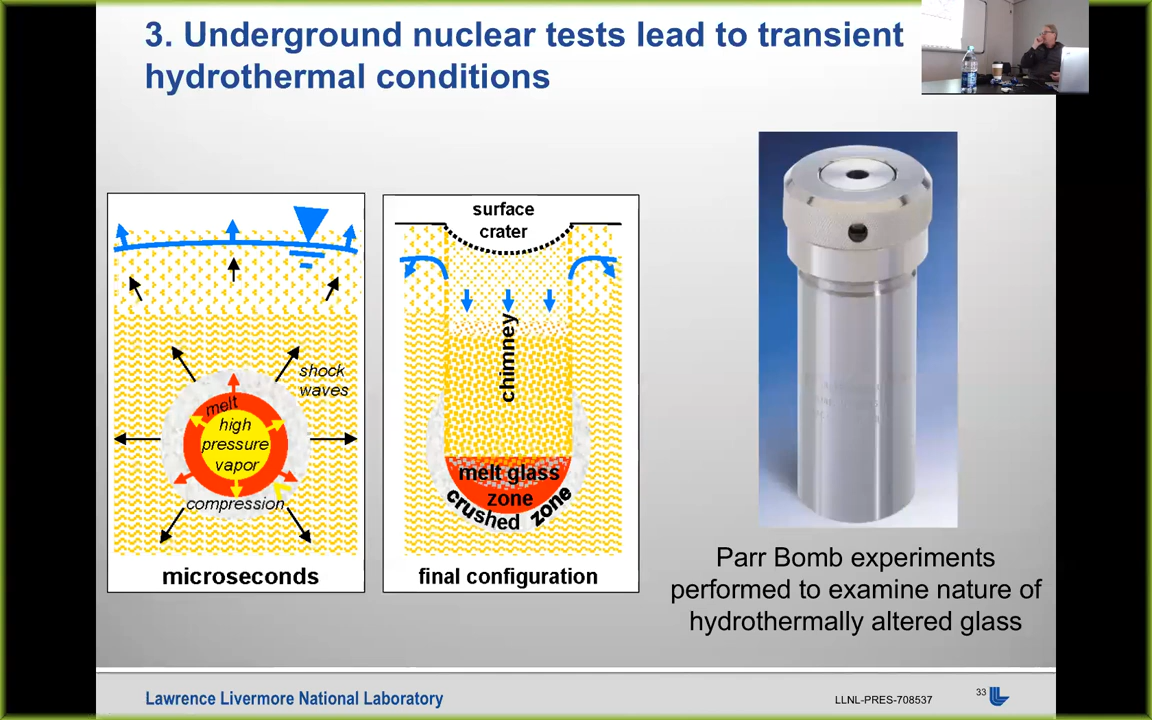 3. Underground nuclear tests lead to transient
hydrothermal conditions
shock
waves
melt
high
pressure
vapor
compression
microseconds
surface
crater
chimney
melt glass
zone
crushed zone
final configuration
Parr Bomb experiments
performed to examine nature of
hydrothermally altered glass
Lawrence Livermore National Laboratory
LLNL-PRES-708537
33